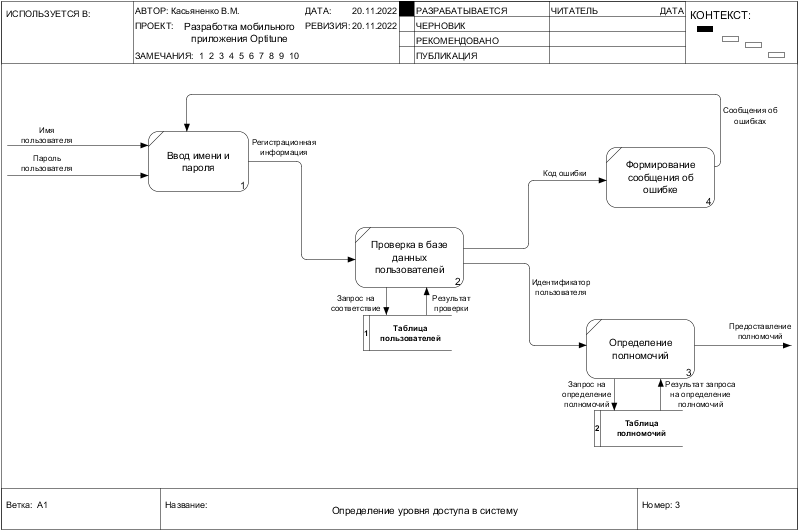 ИСПОЛЬЗУЕТСЯ В:
АВТОР: Касьяненко В.М.
ДАТА: 20.11.2022
ПРОЕКТ: Разработка мобильного
приложения Optitune
РЕВИЗИЯ: 20.11.2022
ЗАМЕЧАНИЯ: 1 2 3 4 5 6 7 8 9 10
РАЗРАБАТЫВАЕТСЯ
ЧЕРНОВИК
РЕКОМЕНДОВАНО
ПУБЛИКАЦИЯ
ЧИТАТЕЛЬ
ДАТА
КОНТЕКСТ:
Сообщения об
ошибках
Имя
пользователя
Пароль
пользователя
Ввод имени и
пароля
1
Регистрационная
информация
Код ошибки
Формирование
сообщения об
ошибке
4
Проверка в базе
данных
пользователей
2
Запрос на
соответствие
Результат
проверки
1
Таблица
пользователей
Идентификатор
пользователя
Определение
полномочий
3
Предоставление
полномочий
Запрос на
определение
полномочий
Результат запроса
на определение
полномочий
2
Таблица
полномочий
Ветка: A1
Название:
Определение уровня доступа в систему
Номер: 3